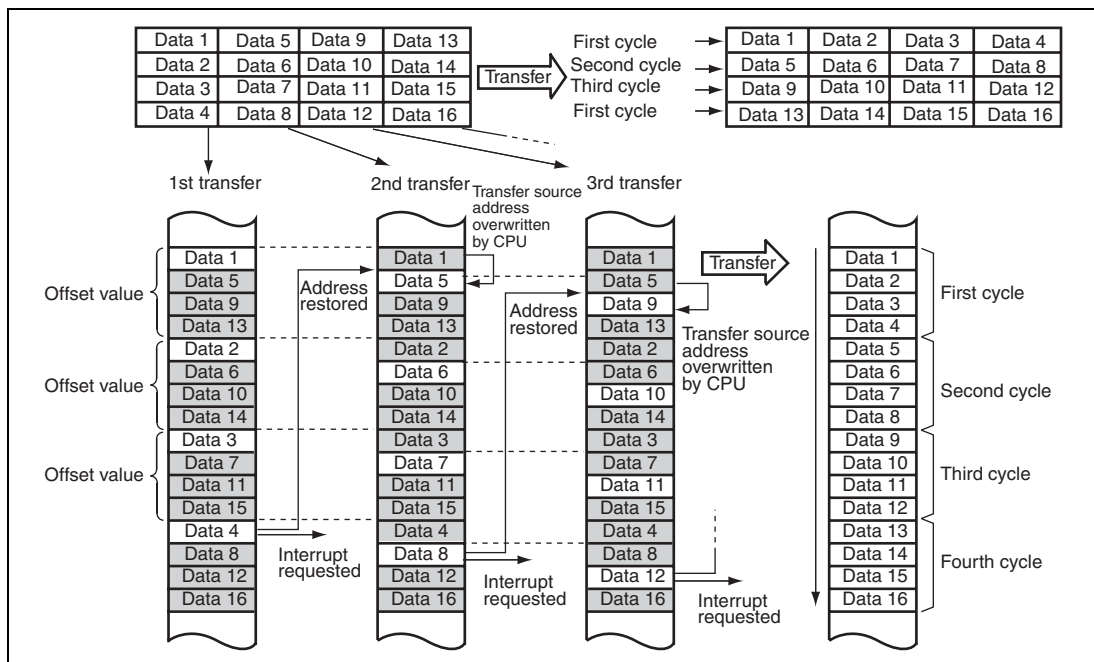 Data 1 Data 5 Data 9 Data 13
Data 2 Data 6 Data 10 Data 14
Data 3 Data 7 Data 11 Data 15
Data 4 Data 8 Data 12 Data 16
Transfer
First cycle
Second cycle
Third cycle
First cycle
Data 1 Data 2 Data 3 Data 4
Data 5 Data 6 Data 7 Data 8
Data 9 Data 10 Data 11 Data 12
Data 13 Data 14 Data 15 Data 16
1st transfer
Data 1
Data 5
Data 9
Data 13
Data 2
Data 6
Data 10
Data 14
Data 3
Data 7
Data 11
Data 15
Data 4
Data 8
Data 12
Data 16
Offset value
Offset value
Offset value
Address
restored
Interrupt
requested
2nd transfer
Transfer source
address
overwritten
by CPU
Data 1
Data 5
Data 9
Data 13
Data 2
Data 6
Data 10
Data 14
Data 3
Data 7
Data 11
Data 15
Data 4
Data 8
Data 12
Data 16
Address
restored
Interrupt
requested
3rd transfer
Data 1
Data 5
Data 9
Data 13
Data 2
Data 6
Data 10
Data 14
Data 3
Data 7
Data 11
Data 15
Data 4
Data 8
Data 12
Data 16
Transfer
Transfer source
address
overwritten
by CPU
Interrupt
requested
Data 1
Data 2
Data 3
Data 4
Data 5
Data 6
Data 7
Data 8
Data 9
Data 10
Data 11
Data 12
Data 13
Data 14
Data 15
Data 16
First cycle
Second cycle
Third cycle
Fourth cycle